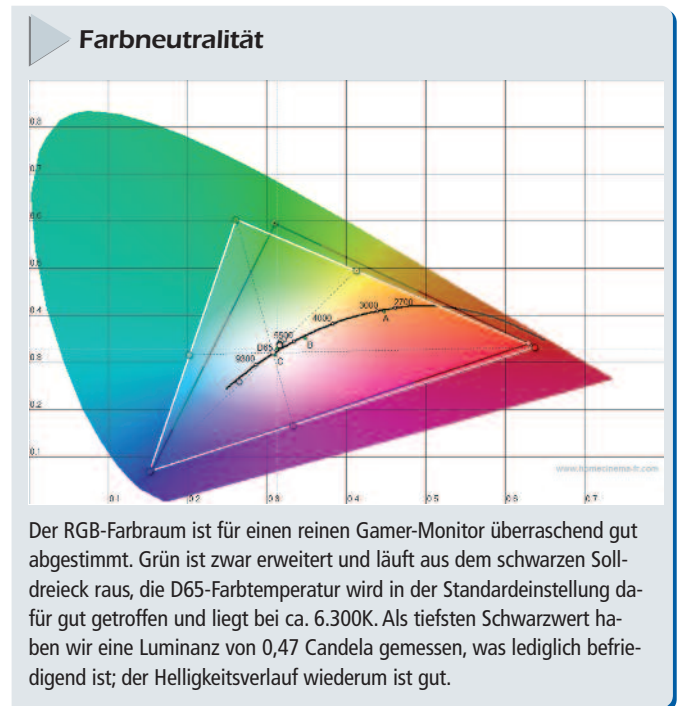 Farbneutralität
0.8
0.7
0.6
0.5
0.4
0.3
0.2
0.1
2700
3000
A
4000
5500
B
D65
C
9300
www.homecinema-fr.com
0.1 0.2 0.3 0.4 0.5 0.6 0.7
Der RGB-Farbraum ist für einen reinen Gamer-Monitor überraschend gut
abgestimmt. Grün ist zwar erweitert und läuft aus dem schwarzen Soll-
dreieck raus, die D65-Farbtemperatur wird in der Standardeinstellung da-
für gut getroffen und liegt bei ca. 6.300K. Als tiefsten Schwarzwert ha-
ben wir eine Luminanz von 0,47 Candela gemessen, was lediglich befrie-
digend ist; der Helligkeitsverlauf wiederum ist gut.